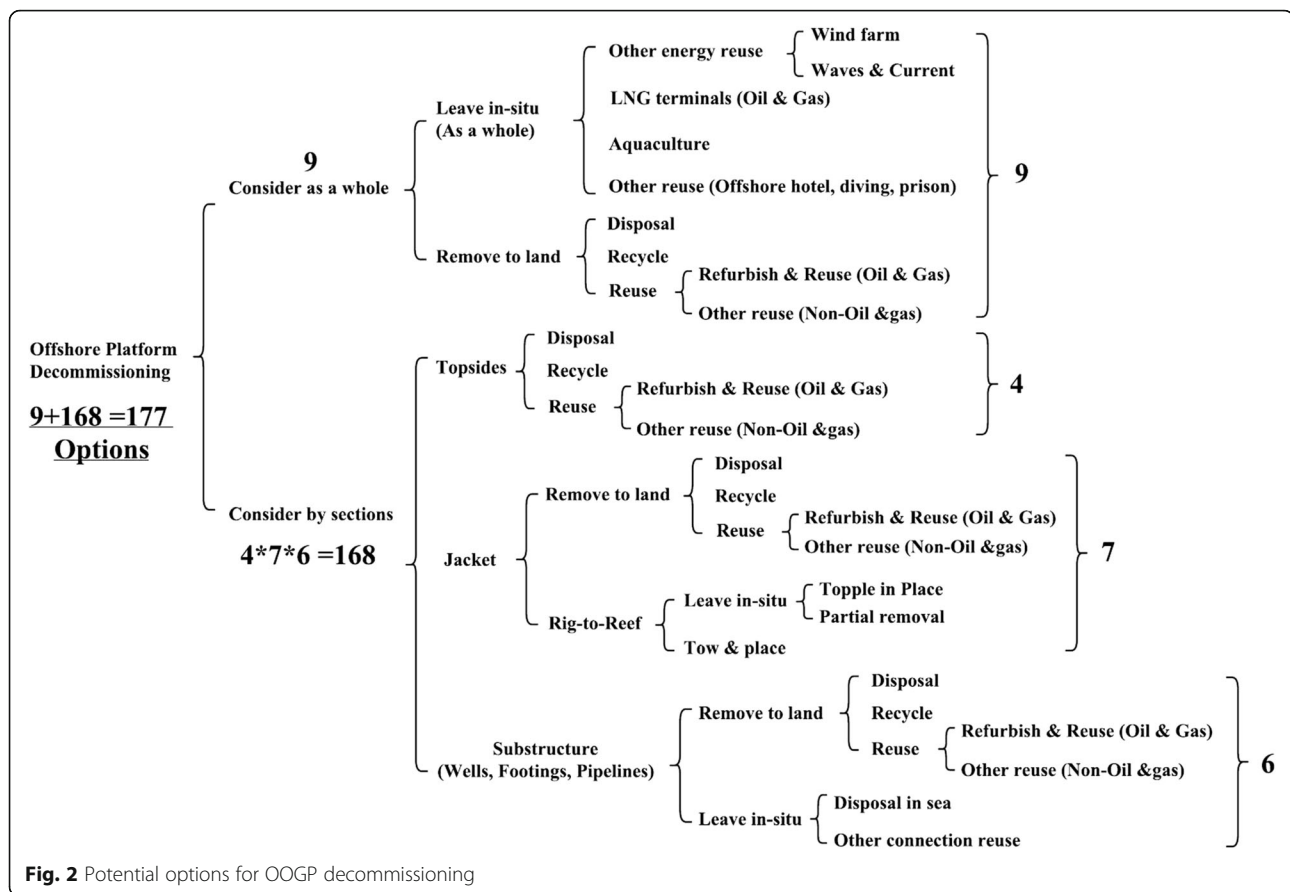 Offshore Platform
Decommissioning
9+168 =177
Options
9
Consider as a whole
Leave in-situ
(As a whole)
Other energy reuse
Wind farm
Waves & Current
LNG terminals (Oil & Gas)
Aquaculture
Other reuse (Offshore hotel, diving, prison)
Remove to land
Disposal
Recycle
Reuse
Refurbish & Reuse (Oil & Gas)
Other reuse (Non-Oil &gas)
9
Consider by sections
4*7*6 =168
Topsides
Disposal
Recycle
Reuse
Refurbish & Reuse (Oil & Gas)
Other reuse (Non-Oil &gas)
4
Jacket
Remove to land
Disposal
Recycle
Reuse
Refurbish & Reuse (Oil & Gas)
Other reuse (Non-Oil &gas)
Rig-to-Reef
Leave in-situ
Topple in Place
Partial removal
Tow & place
7
Substructure
(Wells, Footings, Pipelines)
Remove to land
Disposal
Recycle
Reuse
Refurbish & Reuse (Oil & Gas)
Other reuse (Non-Oil &gas)
Leave in-situ
Disposal in sea
Other connection reuse
6
Fig. 2 Potential options for OOGP decommissioning